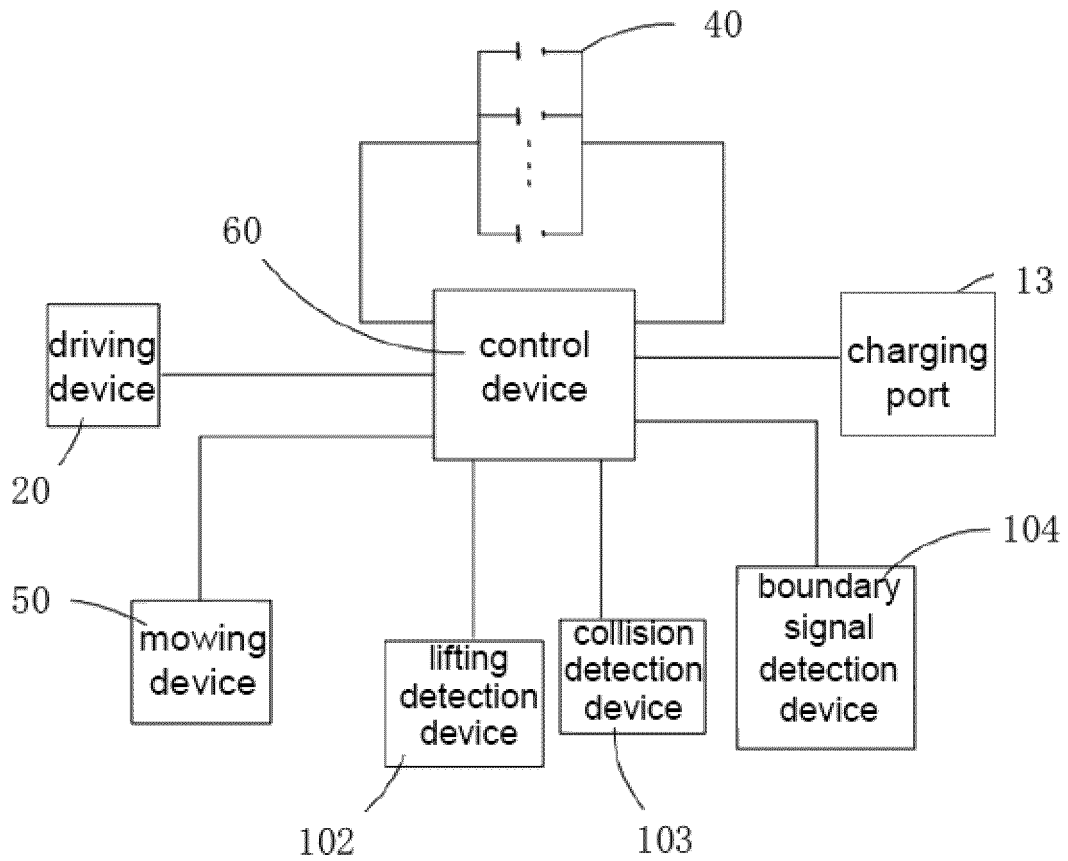 40
60
13
driving
device
control
device
charging
port
20
104
50
mowing
device
lifting
detection
device
collision
detection
device
boundary
signal
detection
device
102
103